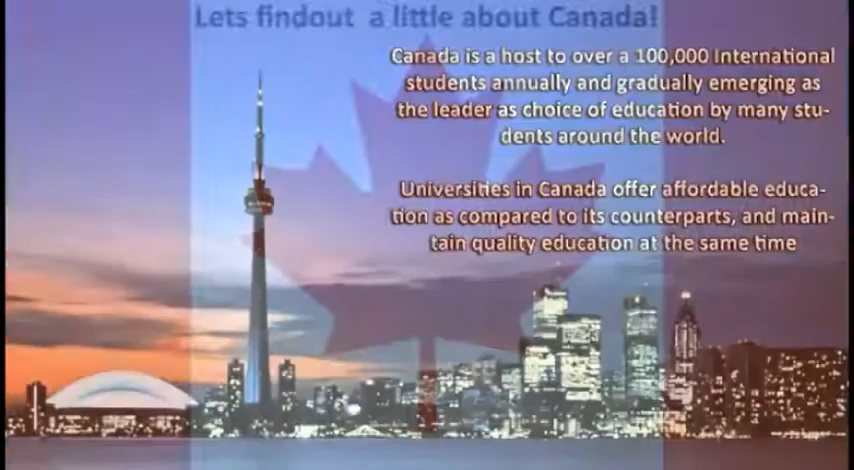 Lets findout a little about Canada!
Canada is a host to over a 100,000 International
students annually and gradually emerging as
the leader as choice of education by many stu-
dents around the world.
Universities in Canada offer affordable educa-
tion as compared to its counterparts, and main-
tain quality education at the same time